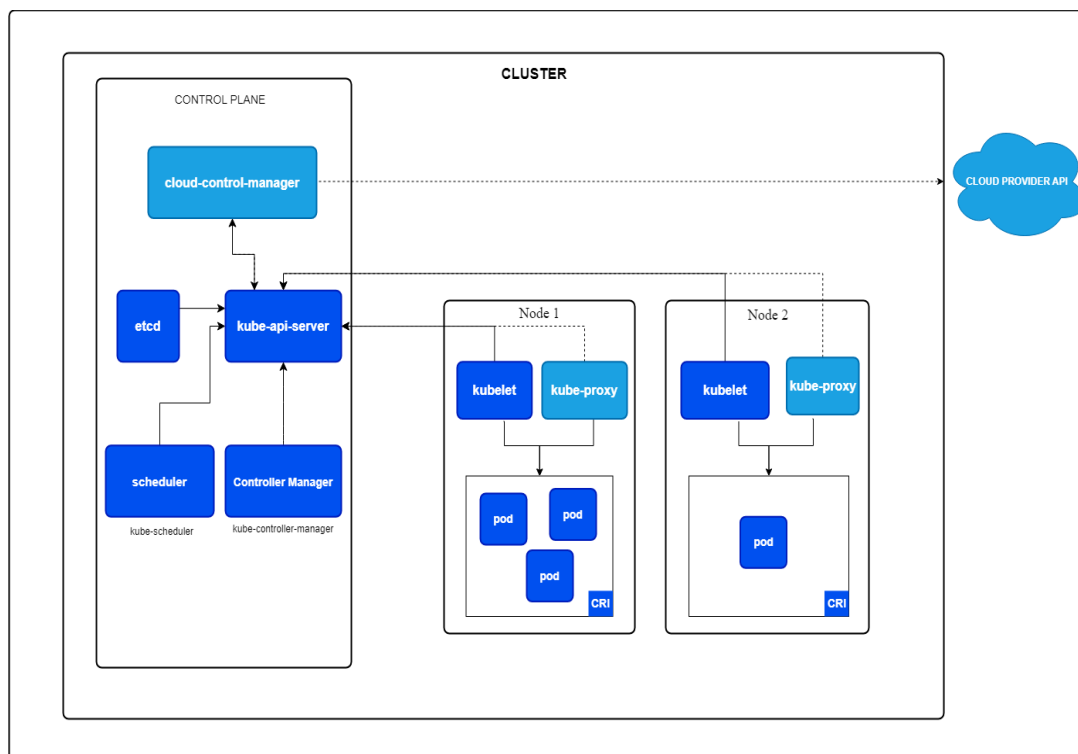 CLUSTER
CONTROL PLANE
cloud-control-manager
CLOUD PROVIDER API
etcd
kube-api-server
scheduler
kube-scheduler
Controller Manager
kube-controller-manager
Node 1
kubelet
kube-proxy
pod
pod
pod
CRI
Node 2
kubelet
kube-proxy
pod
CRI